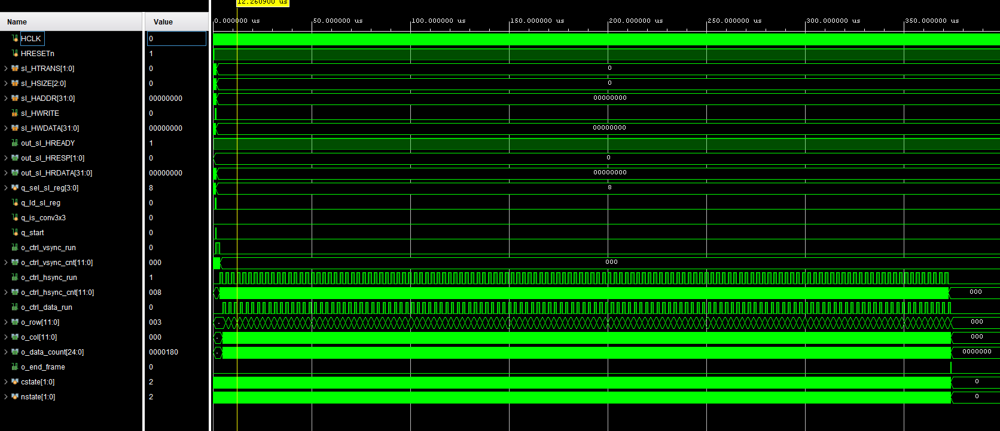 12.260900 us
Name Value
0.000000 us 50.000000 us 100.000000 us 150.000000 us 200.000000 us 250.000000 us 300.000000 us 350.000000 us
HCLK 0
HRESETn 1
sl_HTRANS[1:0] 0 0
sl_HSIZE[2:0] 0 0
sl_HADDR[31:0] 00000000 00000000
sl_HWRITE 0
sl_HWDATA[31:0] 00000000 00000000
out_sl_HREADY 1
out_sl_HRESP[1:0] 0 0
out_sl_HRDATA[31:0] 00000000 00000000
q_sel_sl_reg[3:0] 8 8
q_ld_sl_reg 0
q_is_conv3x3 0
q_start 0
o_ctrl_vsync_run 0
o_ctrl_vsync_cnt[11:0] 000 000
o_ctrl_hsync_run 1
o_ctrl_hsync_cnt[11:0] 008 000
o_ctrl_data_run 0
o_row[11:0] 003 000
o_col[11:0] 000 000
o_data_count[24:0] 0000180 0000000
o_end_frame 0
cstate[1:0] 2 0
nstate[1:0] 2 0